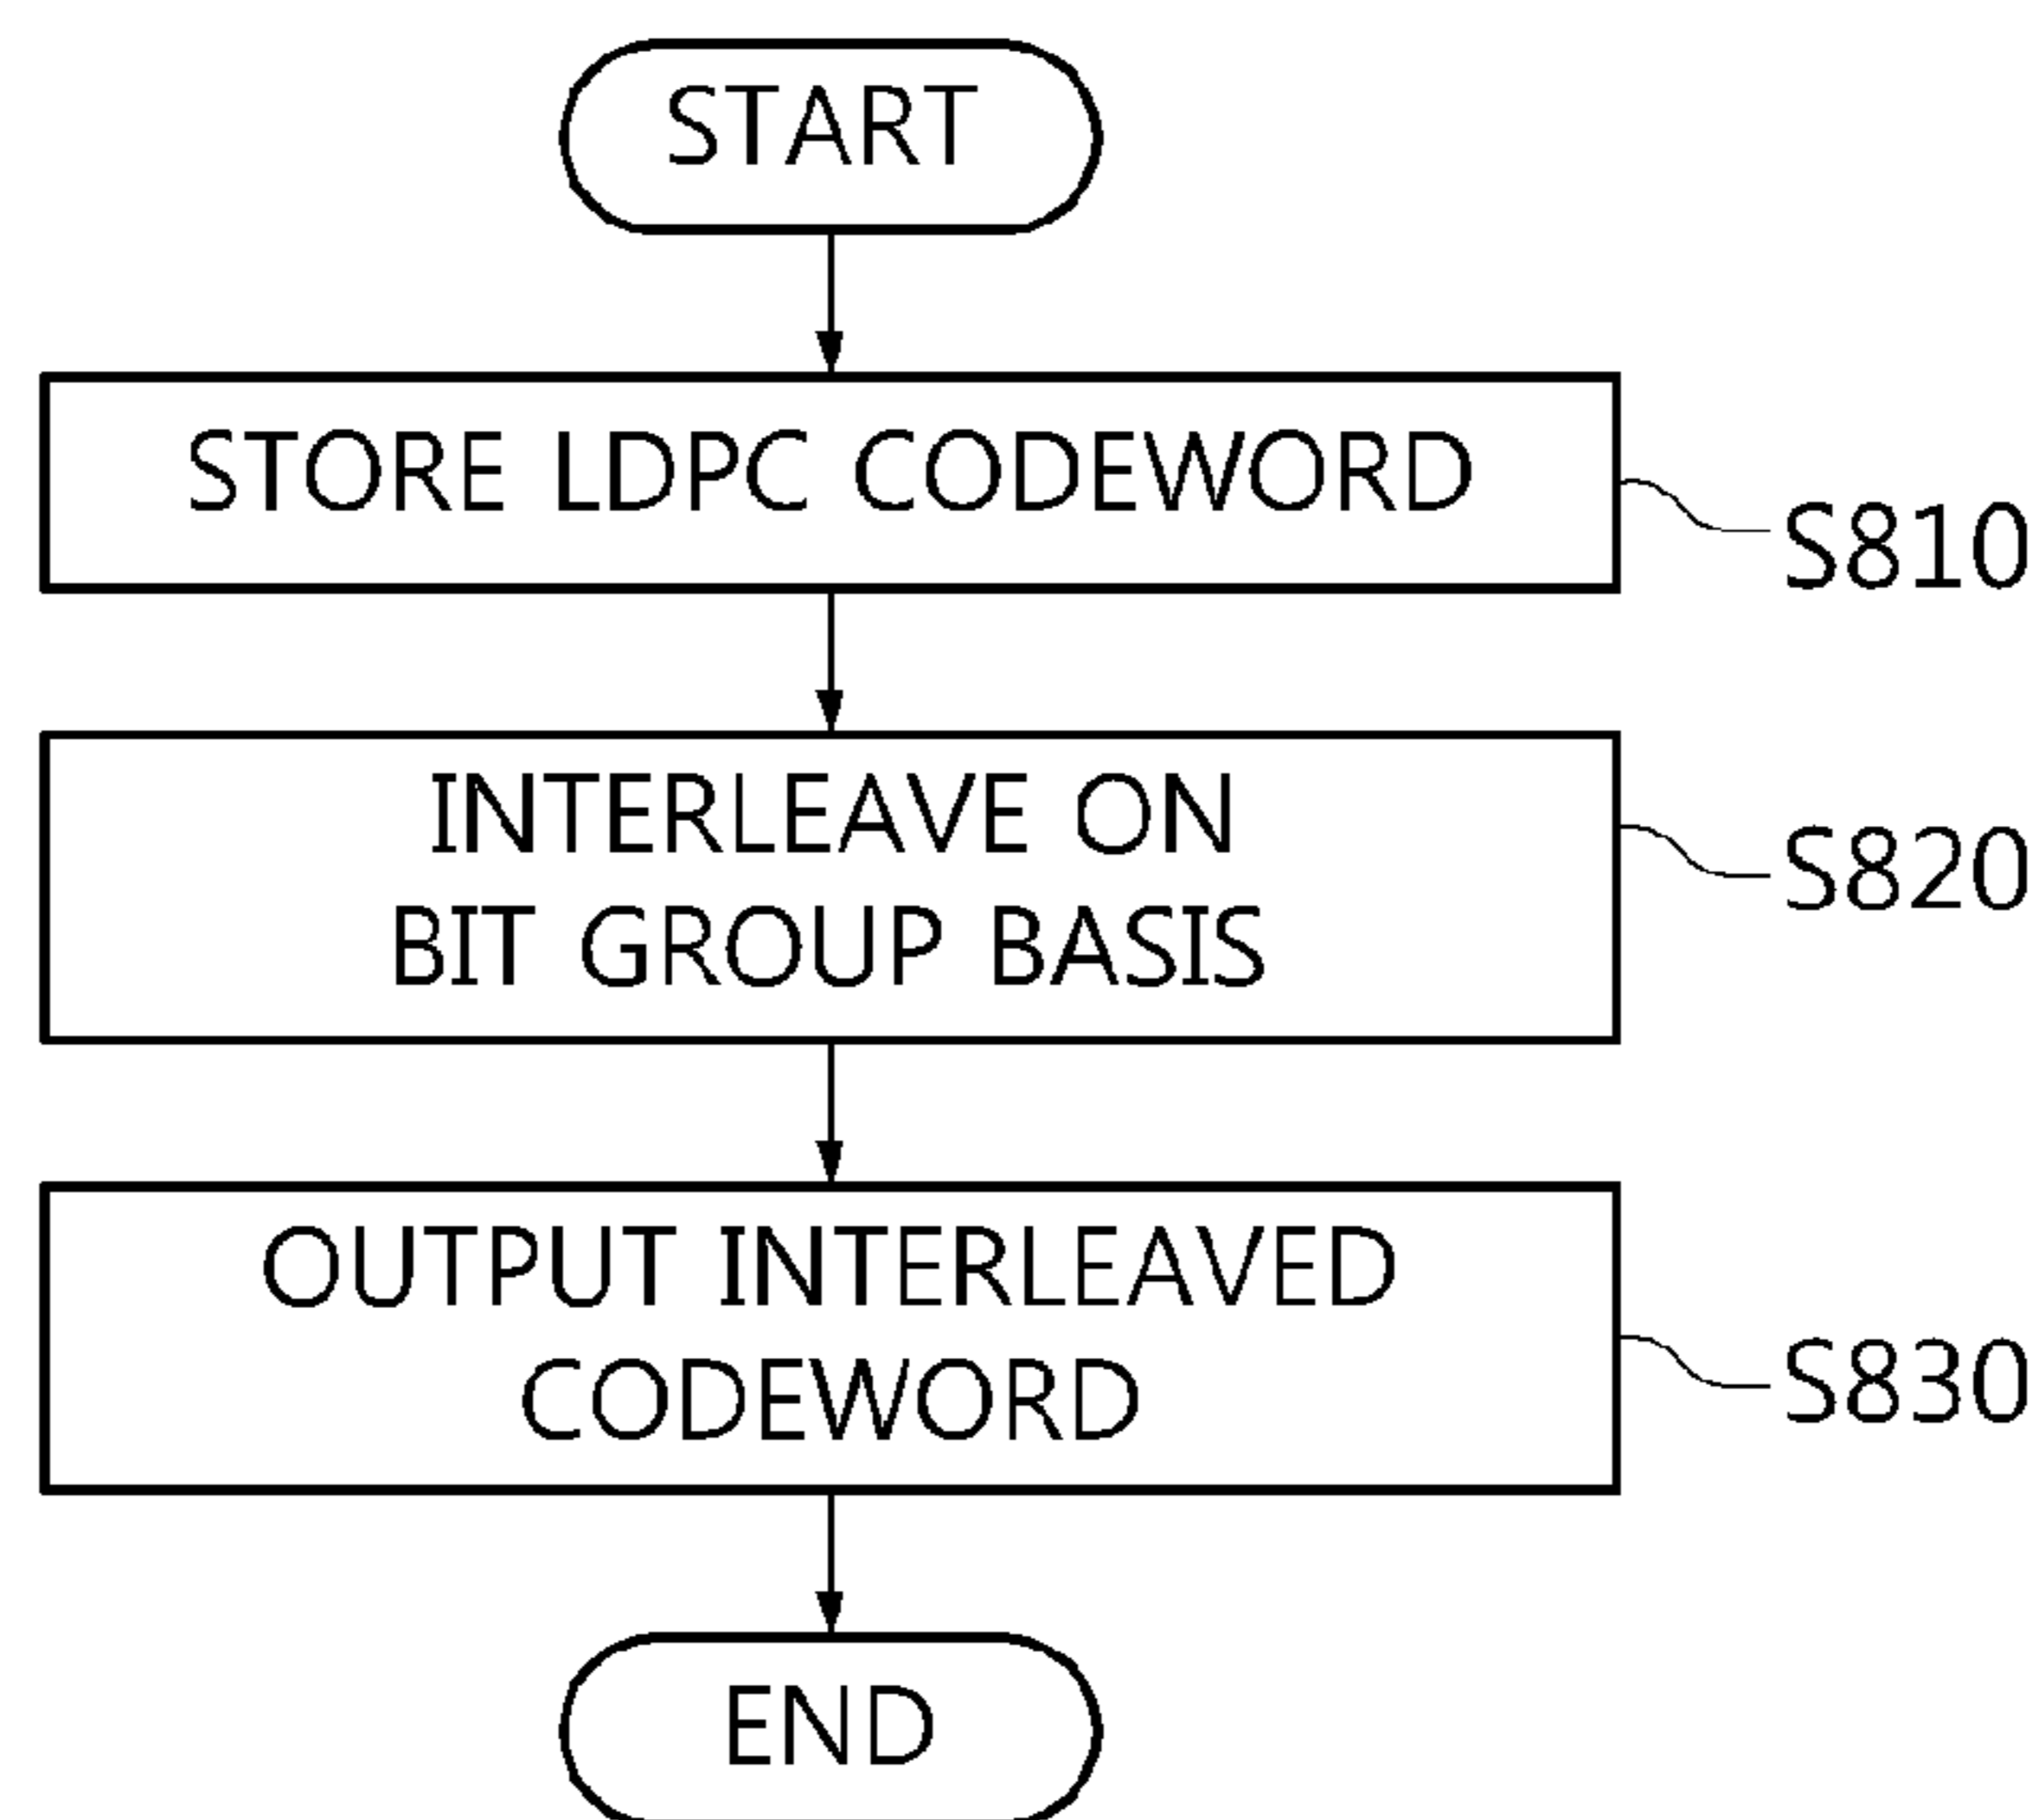 START
STORE LDPC CODEWORD
S810
INTERLEAVE ON
BIT GROUP BASIS
S820
OUTPUT INTERLEAVED
CODEWORD
S830
END